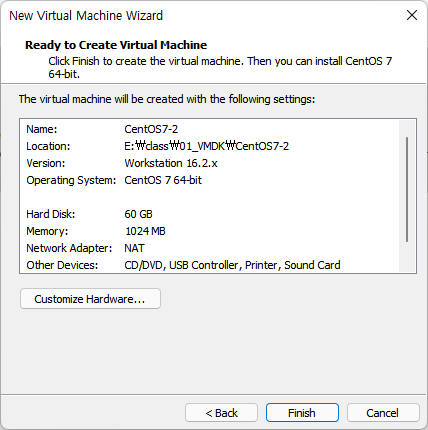 New Virtual Machine Wizard
Ready to Create Virtual Machine
Click Finish to create the virtual machine. Then you can install CentOS 7
64-bit.
The virtual machine will be created with the following settings:
Name: CentOS7-2
Location: E:₩class₩01_VMDK₩CentOS7-2
Version: Workstation 16.2.x
Operating System: CentOS 7 64-bit
Hard Disk: 60 GB
Memory: 1024 MB
Network Adapter: NAT
Other Devices: CD/DVD, USB Controller, Printer, Sound Card
Customize Hardware...
< Back Finish Cancel